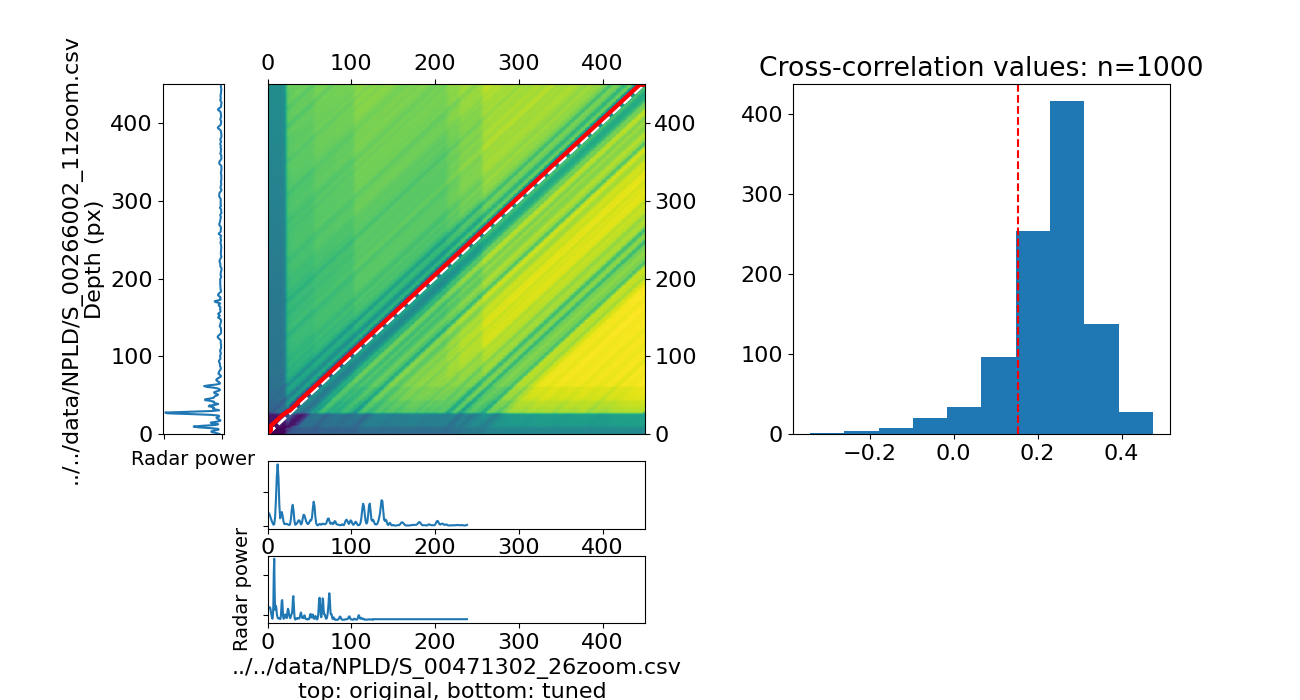 Cross-correlation values: n=1000
0 100 200 300 400
../../data/NPLD/S_00266002_11zoom.csv
Depth (px)
400
300
200
100
0
Radar power
400
300
200
100
0
400
300
200
100
0
−0.2 0.0 0.2 0.4
0 100 200 300 400
Radar power
0 100 200 300 400
../../data/NPLD/S_00471302_26zoom.csv
top: original, bottom: tuned